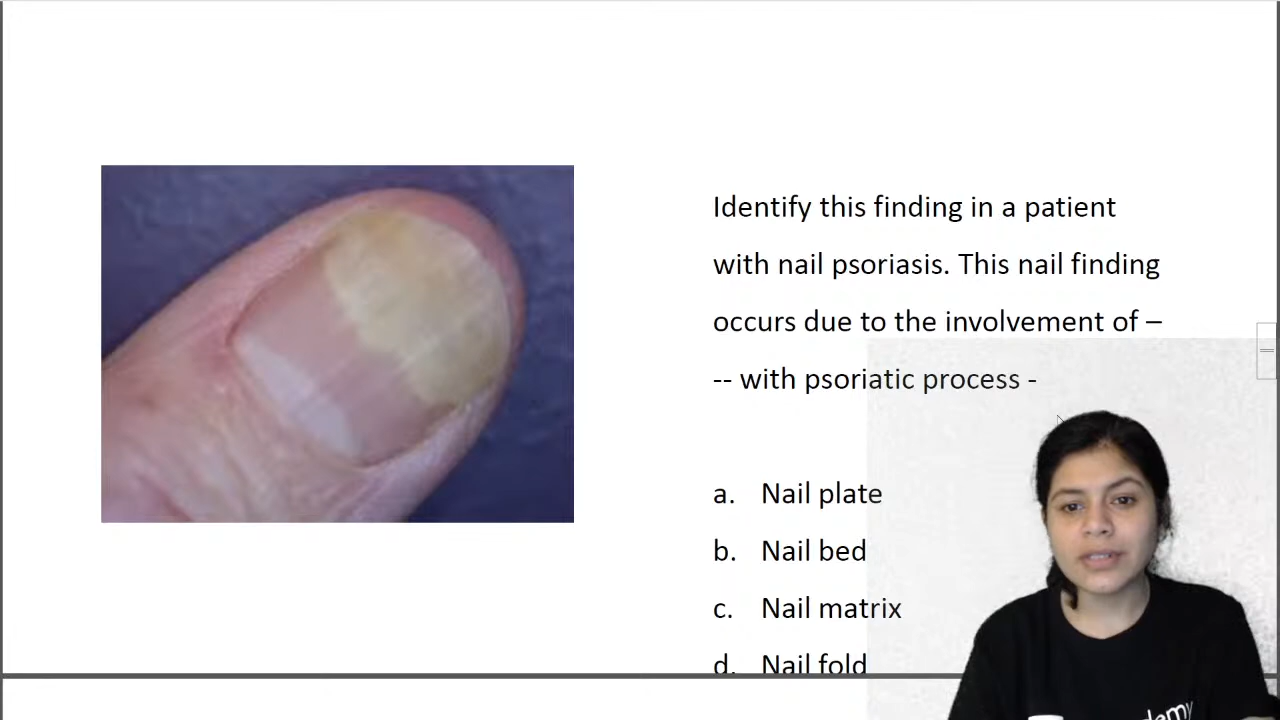 Identify this finding in a patient
with nail psoriasis. This nail finding
occurs due to the involvement of –
-- with psoriatic process -
a. Nail plate
b. Nail bed
c. Nail matrix
d. Nail fold